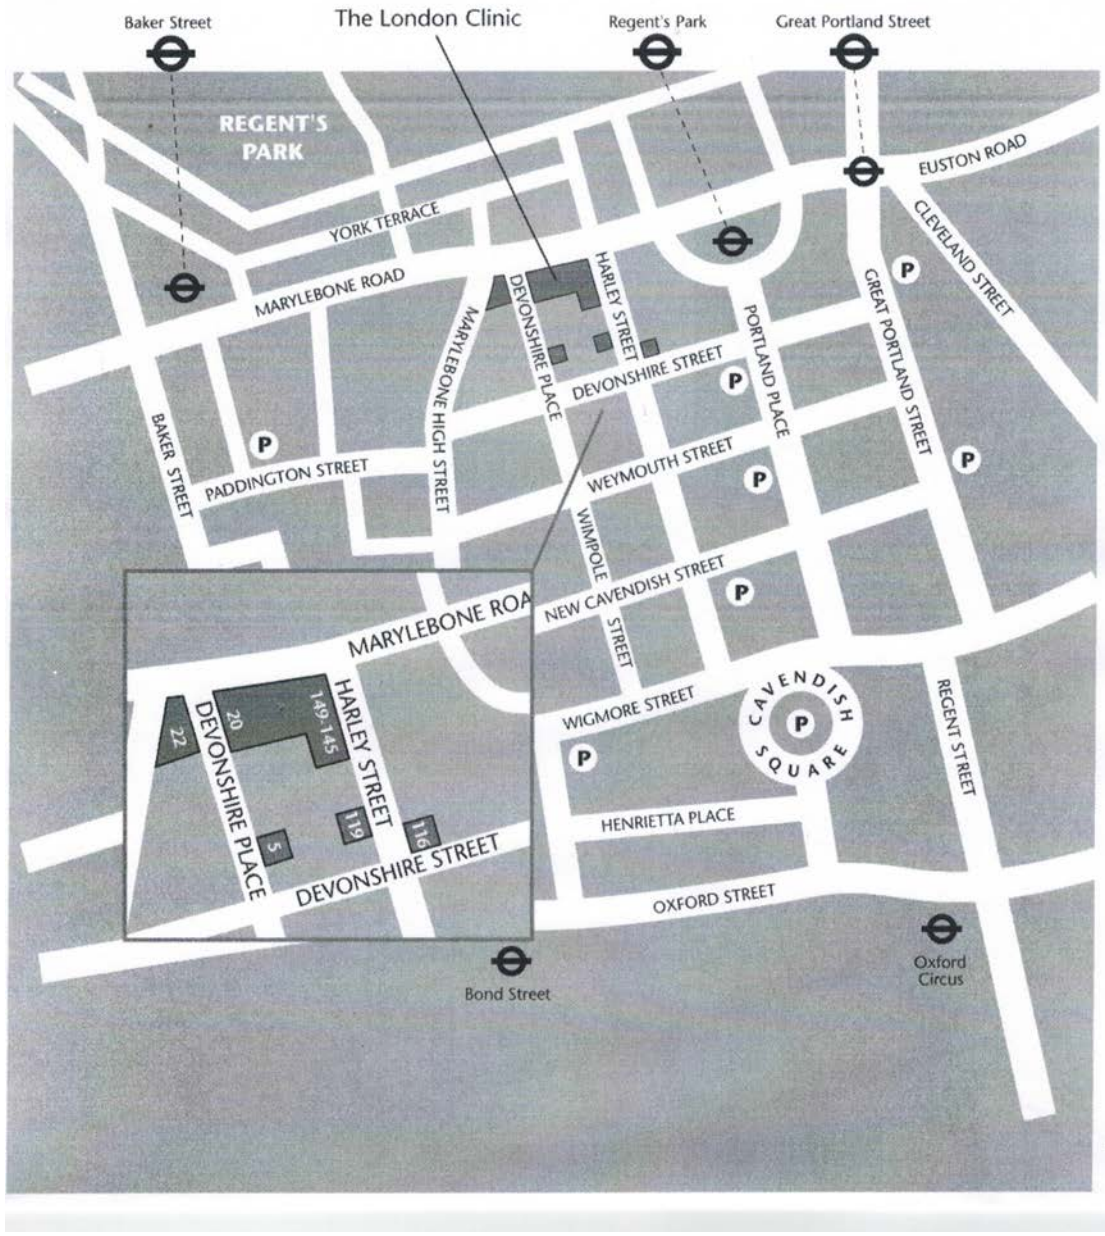 Baker Street
The London Clinic
Regent's Park
Great Portland Street
REGENT'S
PARK
EUSTON ROAD
YORK TERRACE
CLEVELAND STREET
MARYLEBONE ROAD
HARLEY STREET
DEVONSHIRE PLACE
P
GREAT PORTLAND STREET
MARYLEBONE HIGH STREET
PORTLAND PLACE
DEVONSHIRE STREET
P
BAKER STREET
P
PADDINGTON STREET
WEYMOUTH STREET
P
P
WIMPOLE
STREET
NEW CAVENDISH STREET
P
MARYLEBONE ROA
WIGMORE STREET
CAVENDISH
SQUARE
P
REGENT STREET
P
22
DEVONSHIRE PLACE
20
149-145
HARLEY STREET
5
119
116
DEVONSHIRE STREET
HENRIETTA PLACE
OXFORD STREET
Bond Street
Oxford
Circus